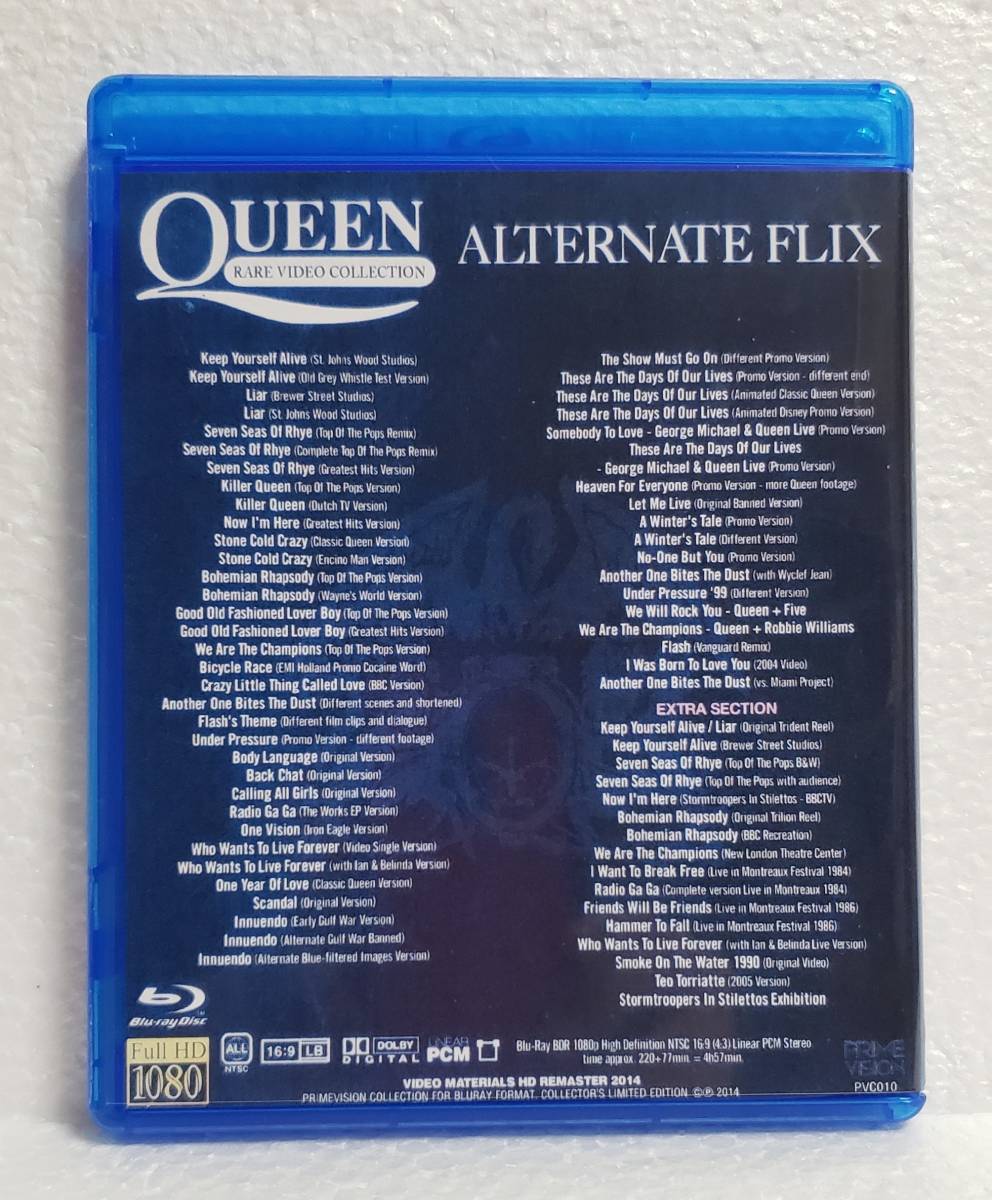 QUEEN
RARE VIDEO COLLECTION
ALTERNATE FLIX
Keep Yourself Alive (St. Johns Wood Studios)
Keep Yourself Alive (Old Grey Whistle Test Version)
Liar (Brewer Street Studios)
Liar (St. Johns Wood Studios)
Seven Seas Of Rhye (Top Of The Pops Remix)
Seven Seas Of Rhye (Complete Top Of The Pops Remix)
Seven Seas Of Rhye (Greatest Hits Version)
Killer Queen (Top Of The Pops Version)
Killer Queen (Dutch TV Version)
Now I'm Here (Greatest Hits Version)
Stone Cold Crazy (Classic Queen Version)
Stone Cold Crazy (Encino Man Version)
Bohemian Rhapsody (Top Of The Pops Version)
Bohemian Rhapsody (Wayne's World Version)
Good Old Fashioned Lover Boy (Top Of The Pops Version)
Good Old Fashioned Lover Boy (Greatest Hits Version)
We Are The Champions (Top Of The Pops Version)
Bicycle Race (EMI Holland Promo Cocaine Word)
Crazy Little Thing Called Love (BBC Version)
Another One Bites The Dust (Different scenes and shortened)
Flash's Theme (Different film clips and dialogue)
Under Pressure (Promo Version - different footage)
Body Language (Original Version)
Back Chat (Original Version)
Calling All Girls (Original Version)
Radio Ga Ga (The Works EP Version)
One Vision (Iron Eagle Version)
Who Wants To Live Forever (Video Single Version)
Who Wants To Live Forever (with Ian & Belinda Version)
One Year Of Love (Classic Queen Version)
Scandal (Original Version)
Innuendo (Early Gulf War Version)
Innuendo (Alternate Gulf War Banned)
Innuendo (Alternate Blue-filtered Images Version)
The Show Must Go On (Different Promo Version)
These Are The Days Of Our Lives (Promo Version - different end)
These Are The Days Of Our Lives (Animated Classic Queen Version)
These Are The Days Of Our Lives (Animated Disney Promo Version)
Somebody To Love - George Michael & Queen Live (Promo Version)
These Are The Days Of Our Lives
- George Michael & Queen Live (Promo Version)
Heaven For Everyone (Promo Version - more Queen footage)
Let Me Live (Original Banned Version)
A Winter's Tale (Promo Version)
A Winter's Tale (Different Version)
No-One But You (Promo Version)
Another One Bites The Dust (with Wyclef Jean)
Under Pressure '99 (Different Version)
We Will Rock You - Queen + Five
We Are The Champions - Queen + Robbie Williams
Flash (Vanguard Remix)
I Was Born To Love You (2004 Video)
Another One Bites The Dust (vs. Miami Project)
EXTRA SECTION
Keep Yourself Alive / Liar (Original Trident Reel)
Keep Yourself Alive (Brewer Street Studios)
Seven Seas Of Rhye (Top Of The Pops B&W)
Seven Seas Of Rhye (Top Of The Pops with audience)
Now I'm Here (Stormtroopers In Stilettos - BBCTV)
Bohemian Rhapsody (Original Trilion Reel)
Bohemian Rhapsody (BBC Recreation)
We Are The Champions (New London Theatre Center)
I Want To Break Free (Live in Montreaux Festival 1984)
Radio Ga Ga (Complete version Live in Montreaux 1984)
Friends Will Be Friends (Live in Montreaux Festival 1986)
Hammer To Fall (Live in Montreaux Festival 1986)
Who Wants To Live Forever (with Ian & Belinda Live Version)
Smoke On The Water 1990 (Original Video)
Teo Torriatte (2005 Version)
Stormtroopers In Stilettos Exhibition
Blu-ray Disc
Full HD
1080
ALL
NTSC
16:9 LB
DOLBY
DIGITAL
LINEAR
PCM
Blu-Ray BDR 1080p High Definition NTSC 16:9 (4:3) Linear PCM Stereo
time approx. 220+77min. = 4h57min.
PRIME
VISION
PVC010
VIDEO MATERIALS HD REMASTER 2014
PRIMEVISION COLLECTION FOR BLURAY FORMAT. COLLECTOR'S LIMITED EDITION ©℗ 2014